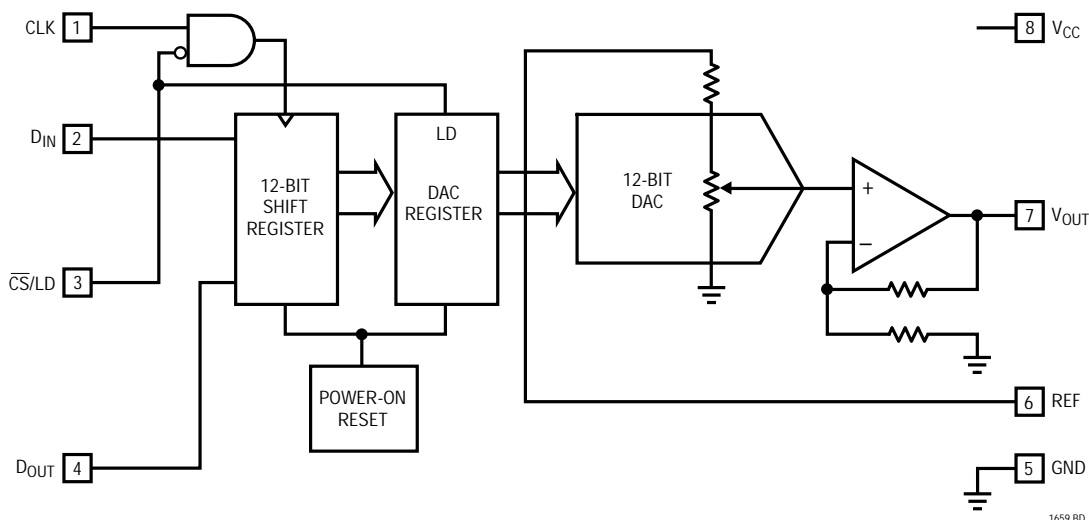 CLK 1
8 VCC
DIN 2
LD
12-BIT
SHIFT
REGISTER
DAC
REGISTER
12-BIT
DAC
+
−
7 VOUT
C̅S̅/LD 3
POWER-ON
RESET
6 REF
DOUT 4
5 GND
1659 BD